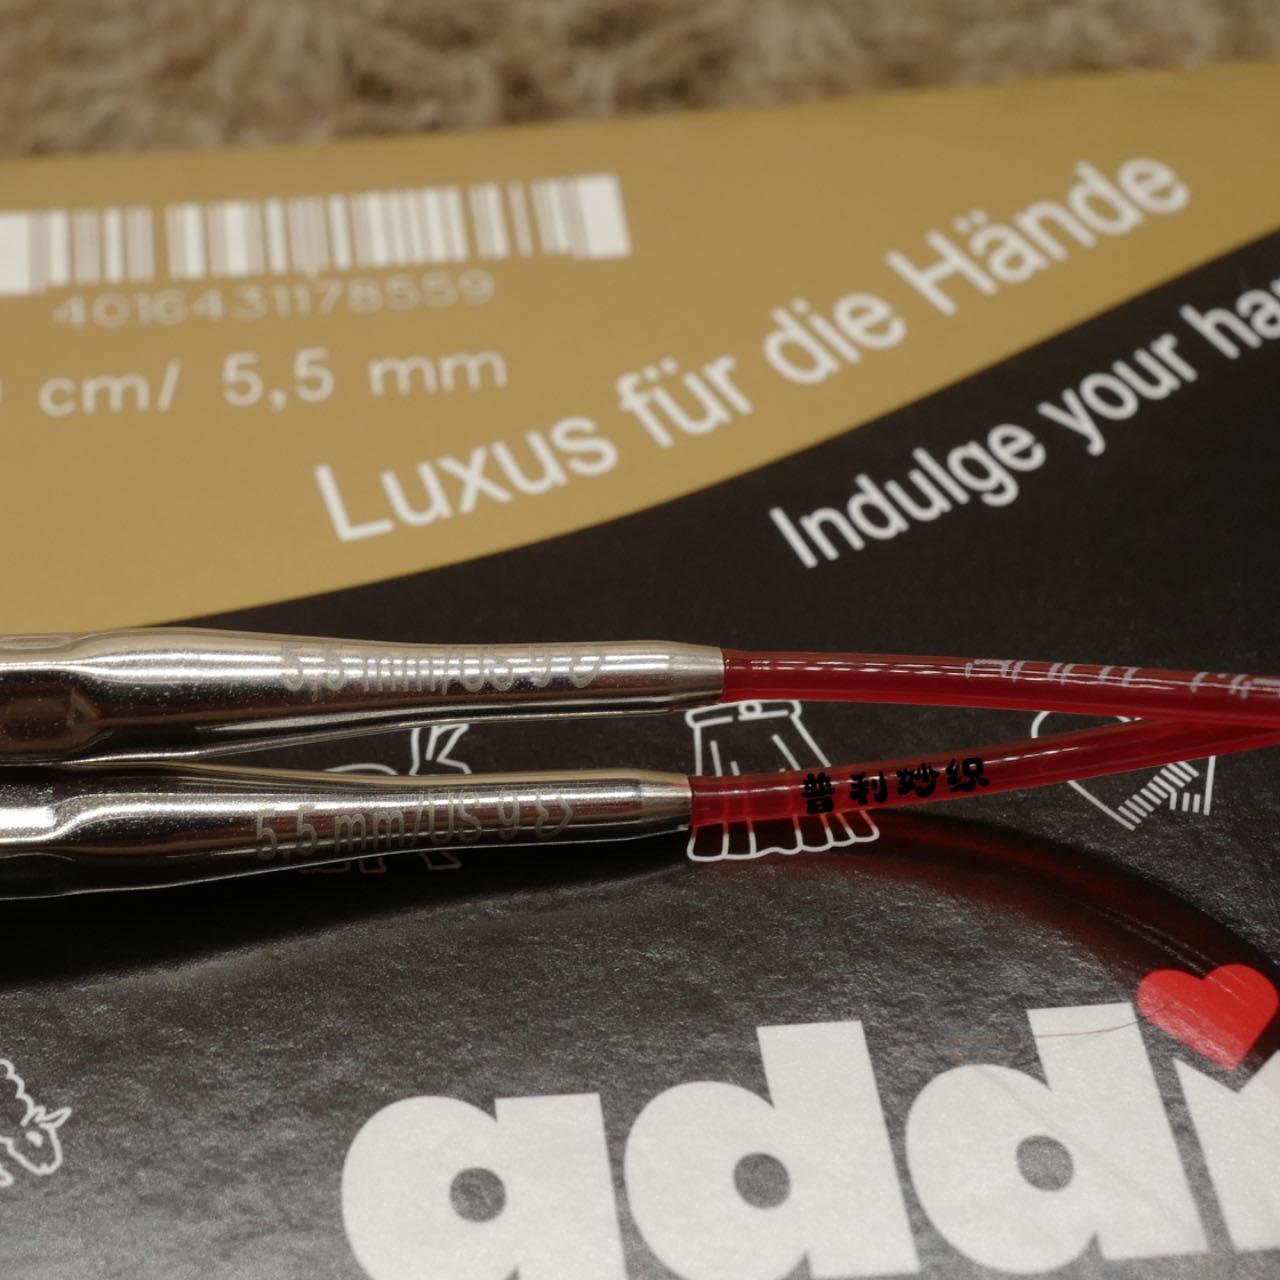 4016431178559
cm/ 5,5 mm
Luxus für die Hände
Indulge your
5,5 mm/US 9
5,5 mm/US 9
普利妙织
addi